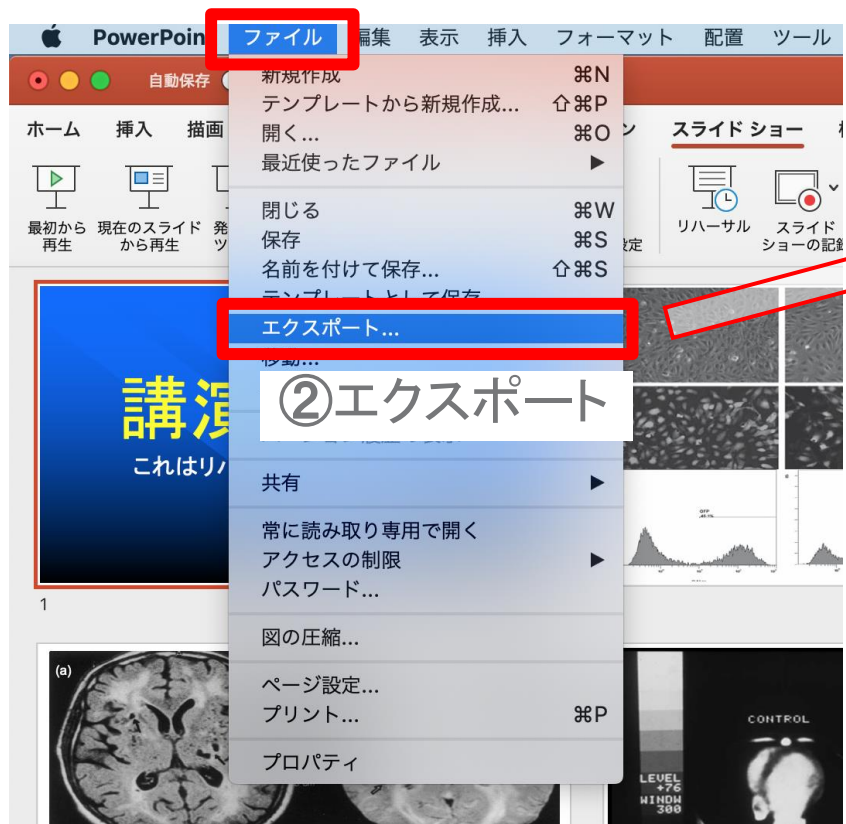 PowerPoin ファイル 編集 表示 挿入 フォーマット 配置 ツール
自動保存
ホーム 挿入 描画 スライド ショー
最初から
再生
現在のスライド
から再生
リハーサル
スライド
ショーの記録
新規作成 ⌘N
テンプレートから新規作成... ⇧⌘P
開く... ⌘O
最近使ったファイル ▶
閉じる ⌘W
保存 ⌘S
名前を付けて保存... ⇧⌘S
テンプレートとして保存
エクスポート...
移動...
②エクスポート
共有 ▶
常に読み取り専用で開く
アクセスの制限 ▶
パスワード...
図の圧縮...
ページ設定...
プリント... ⌘P
プロパティ
講演
これはリハ
1
(a)
CONTROL
LEVEL
+76
WINDW
300